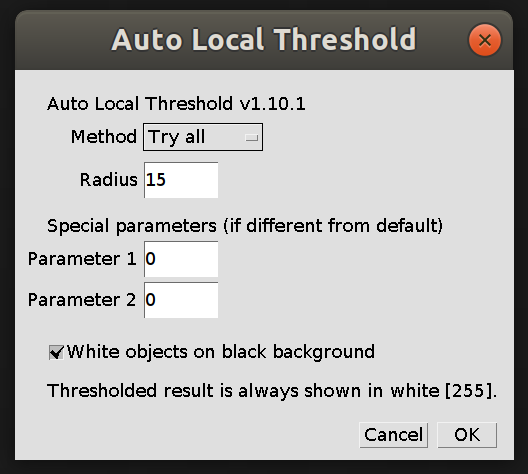 Auto Local Threshold
Auto Local Threshold v1.10.1
Method Try all
Radius 15
Special parameters (if different from default)
Parameter 1 0
Parameter 2 0
White objects on black background
Thresholded result is always shown in white [255].
Cancel OK